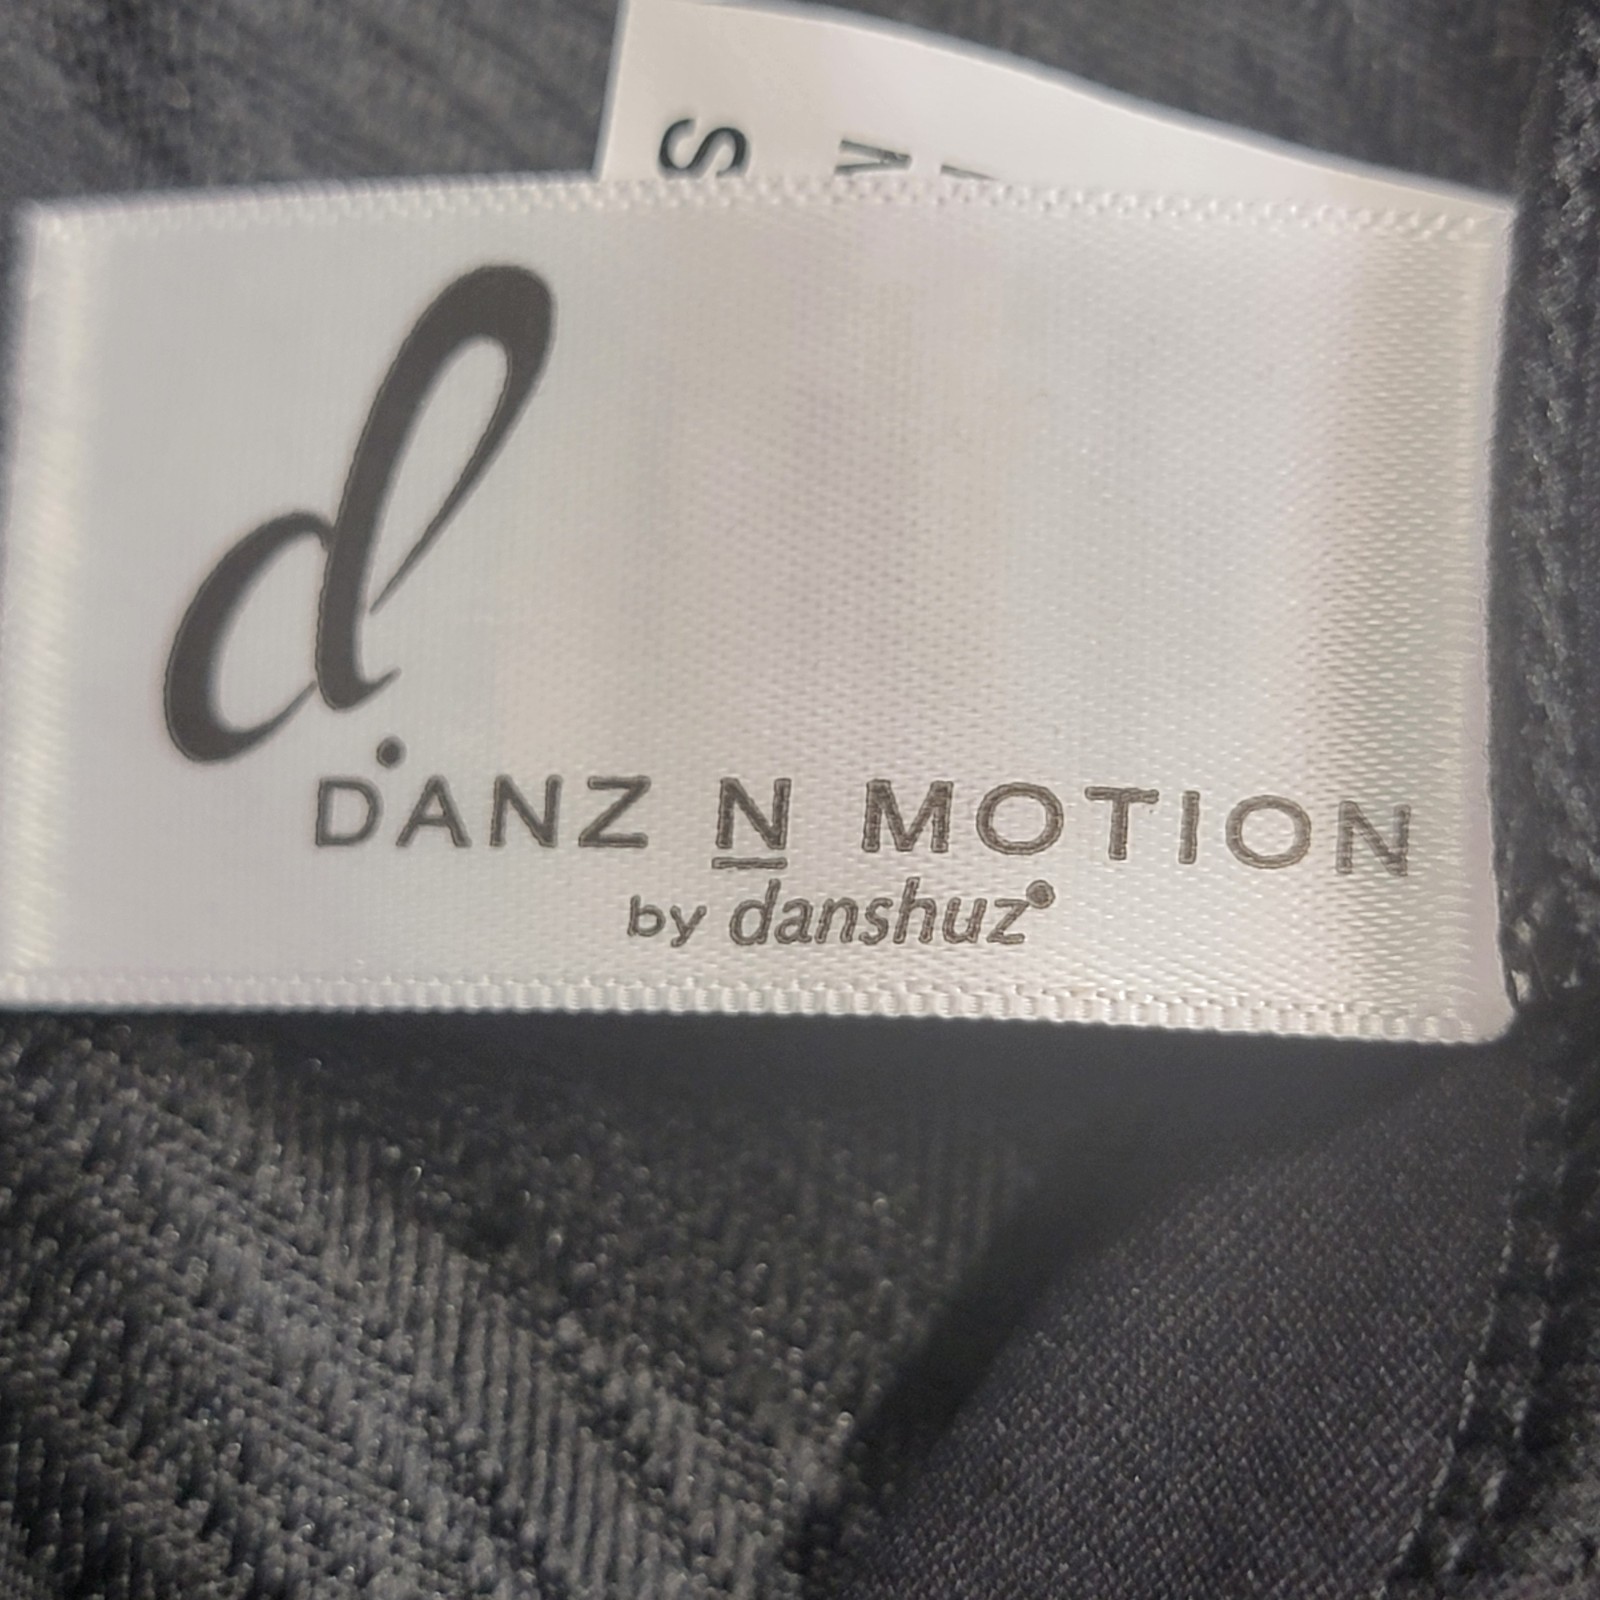 S
d
DANZ N MOTION
by danshuz